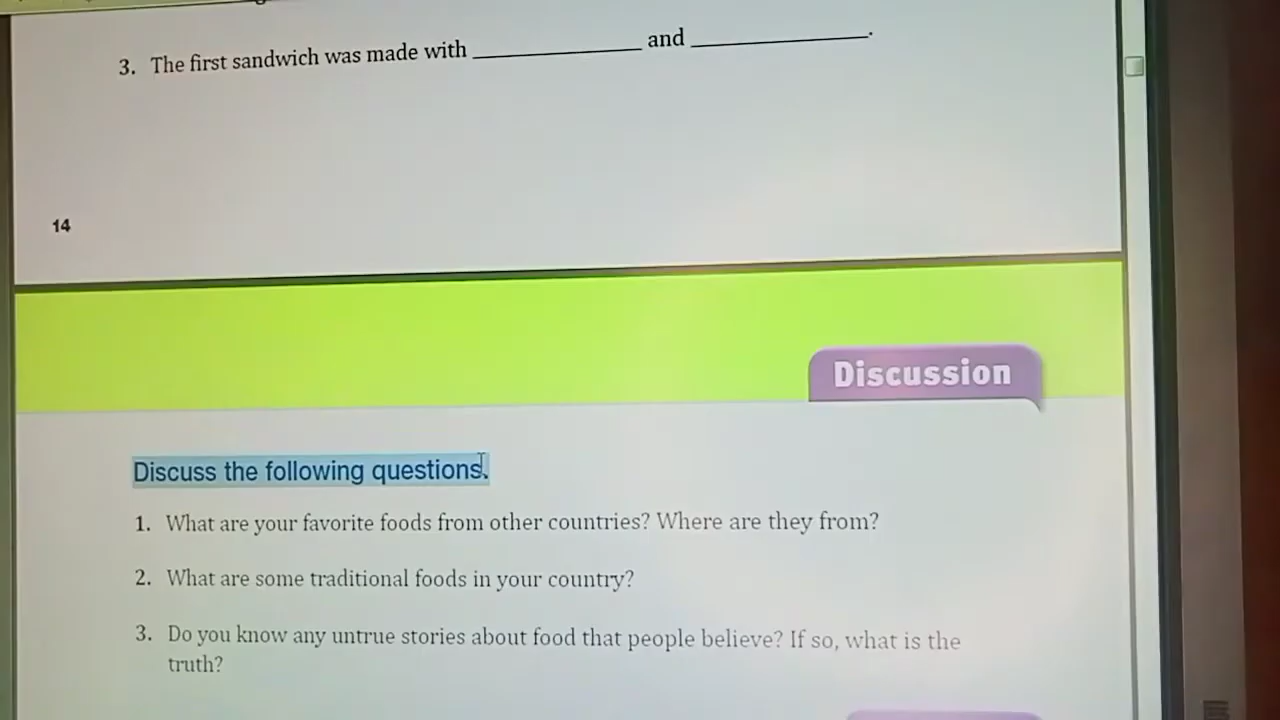 3. The first sandwich was made with ____________ and ____________.
14
Discussion
Discuss the following questions.
1. What are your favorite foods from other countries? Where are they from?
2. What are some traditional foods in your country?
3. Do you know any untrue stories about food that people believe? If so, what is the
truth?